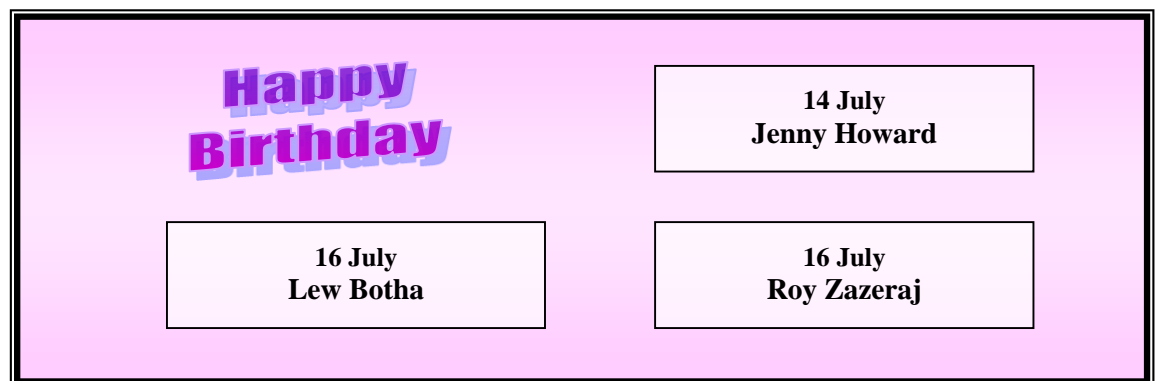 Happy
Birthday
14 July
Jenny Howard
16 July
Lew Botha
16 July
Roy Zazeraj